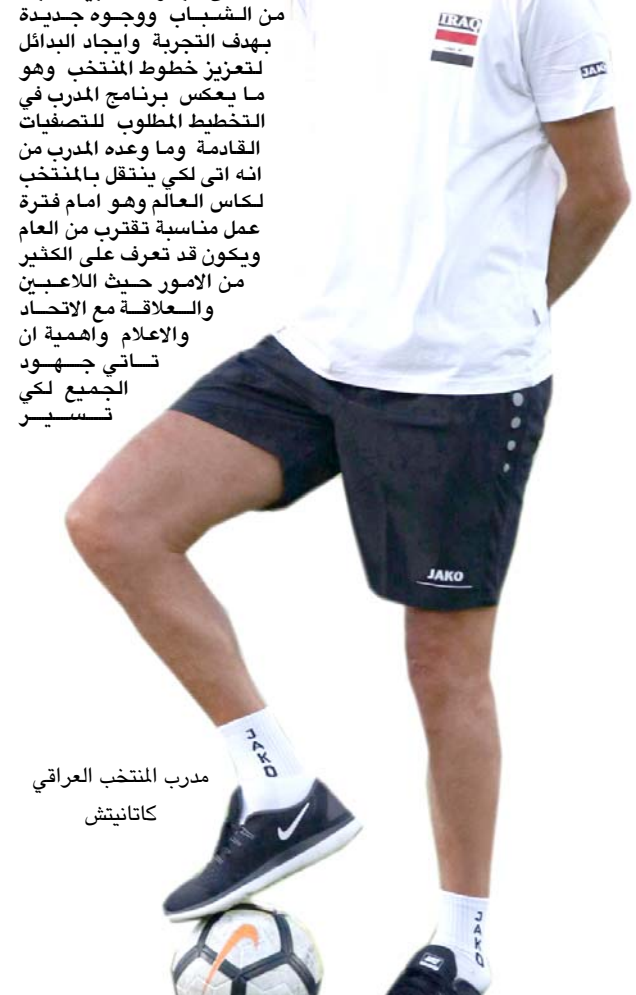 من الشباب ووجوه جديدة
بهدف التجربة وايجاد البدائل
لتعزيز خطوط المنتخب وهو
ما يعكس برنامج المدرب في
التخطيط المطلوب للتصفيات
القادمة وما وعده المدرب من
انه اتى لكي ينتقل بالمنتخب
لكاس العالم وهو امام فترة
عمل مناسبة تقترب من العام
ويكون قد تعرف على الكثير
من الامور حيث اللاعبين
والعلاقة مع الاتحاد
والاعلام واهمية ان
تاتي جهود
الجميع لكي
تسير
IRAQ
JAKO
JAKO
JAKO
مدرب المنتخب العراقي
كاتانيتش
JAKO